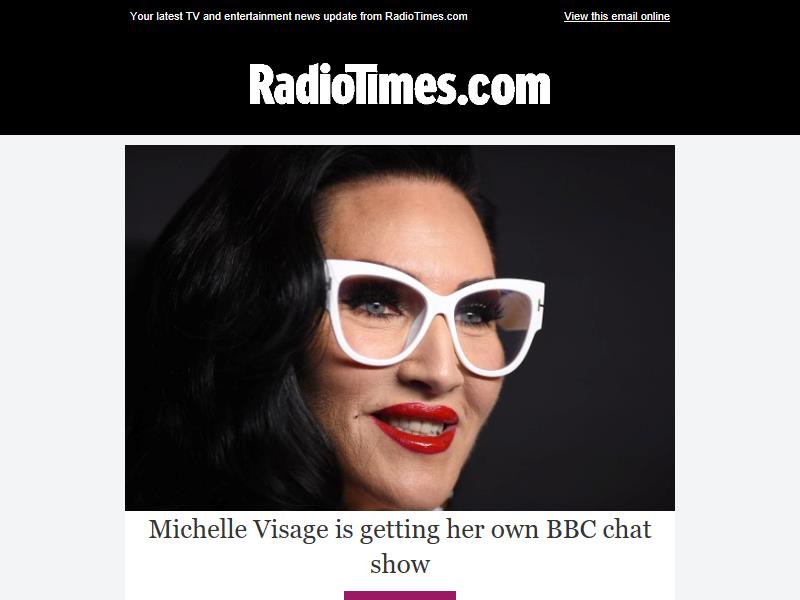 Your latest TV and entertainment news update from RadioTimes.com
View this email online
RadioTimes.com
Michelle Visage is getting her own BBC chat
show